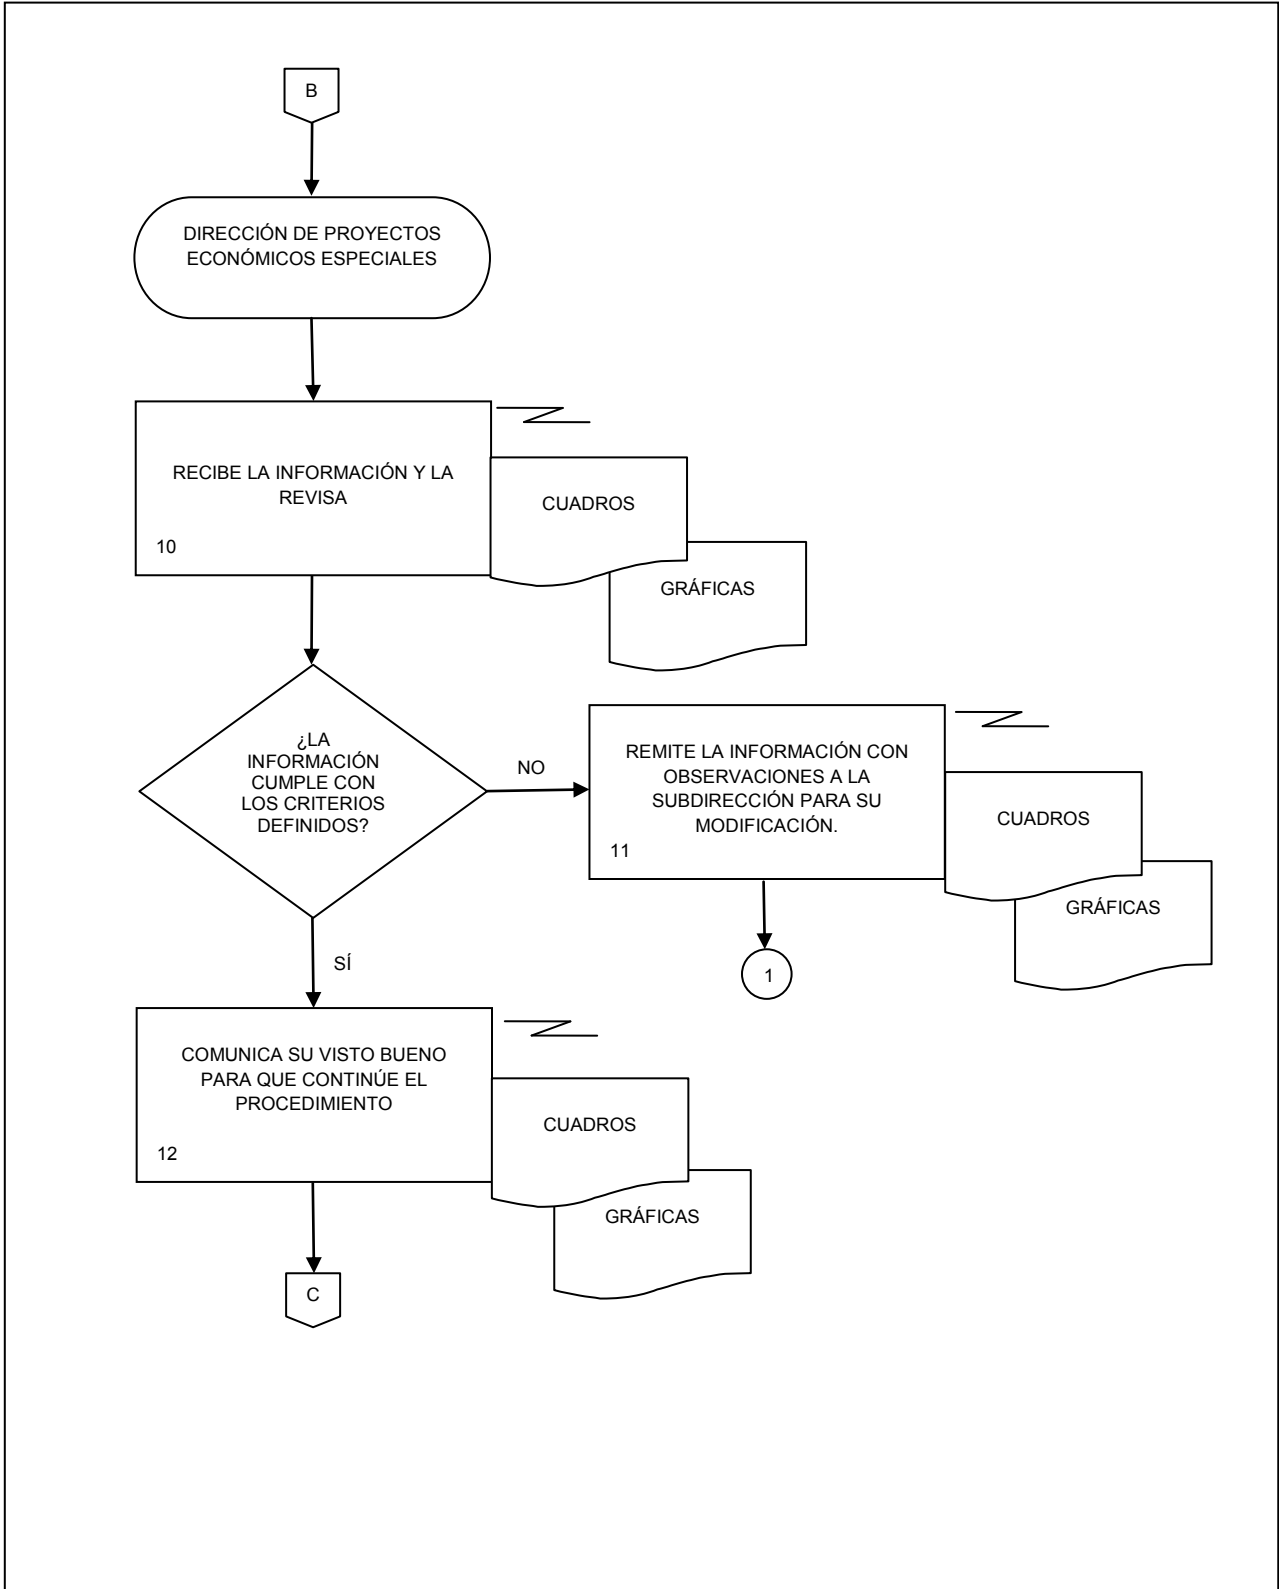 B
DIRECCIÓN DE PROYECTOS
ECONÓMICOS ESPECIALES
RECIBE LA INFORMACIÓN Y LA
REVISA
10
CUADROS
GRÁFICAS
¿LA
INFORMACIÓN
CUMPLE CON
LOS CRITERIOS
DEFINIDOS?
NO
REMITE LA INFORMACIÓN CON
OBSERVACIONES A LA
SUBDIRECCIÓN PARA SU
MODIFICACIÓN.
11
CUADROS
GRÁFICAS
1
SÍ
COMUNICA SU VISTO BUENO
PARA QUE CONTINÚE EL
PROCEDIMIENTO
12
CUADROS
GRÁFICAS
C